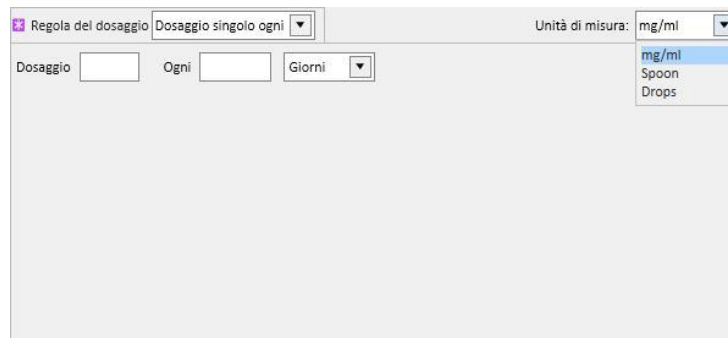 Regola del dosaggio Dosaggio singolo ogni Unità di misura: mg/ml
Dosaggio Ogni Giorni
mg/ml
Spoon
Drops